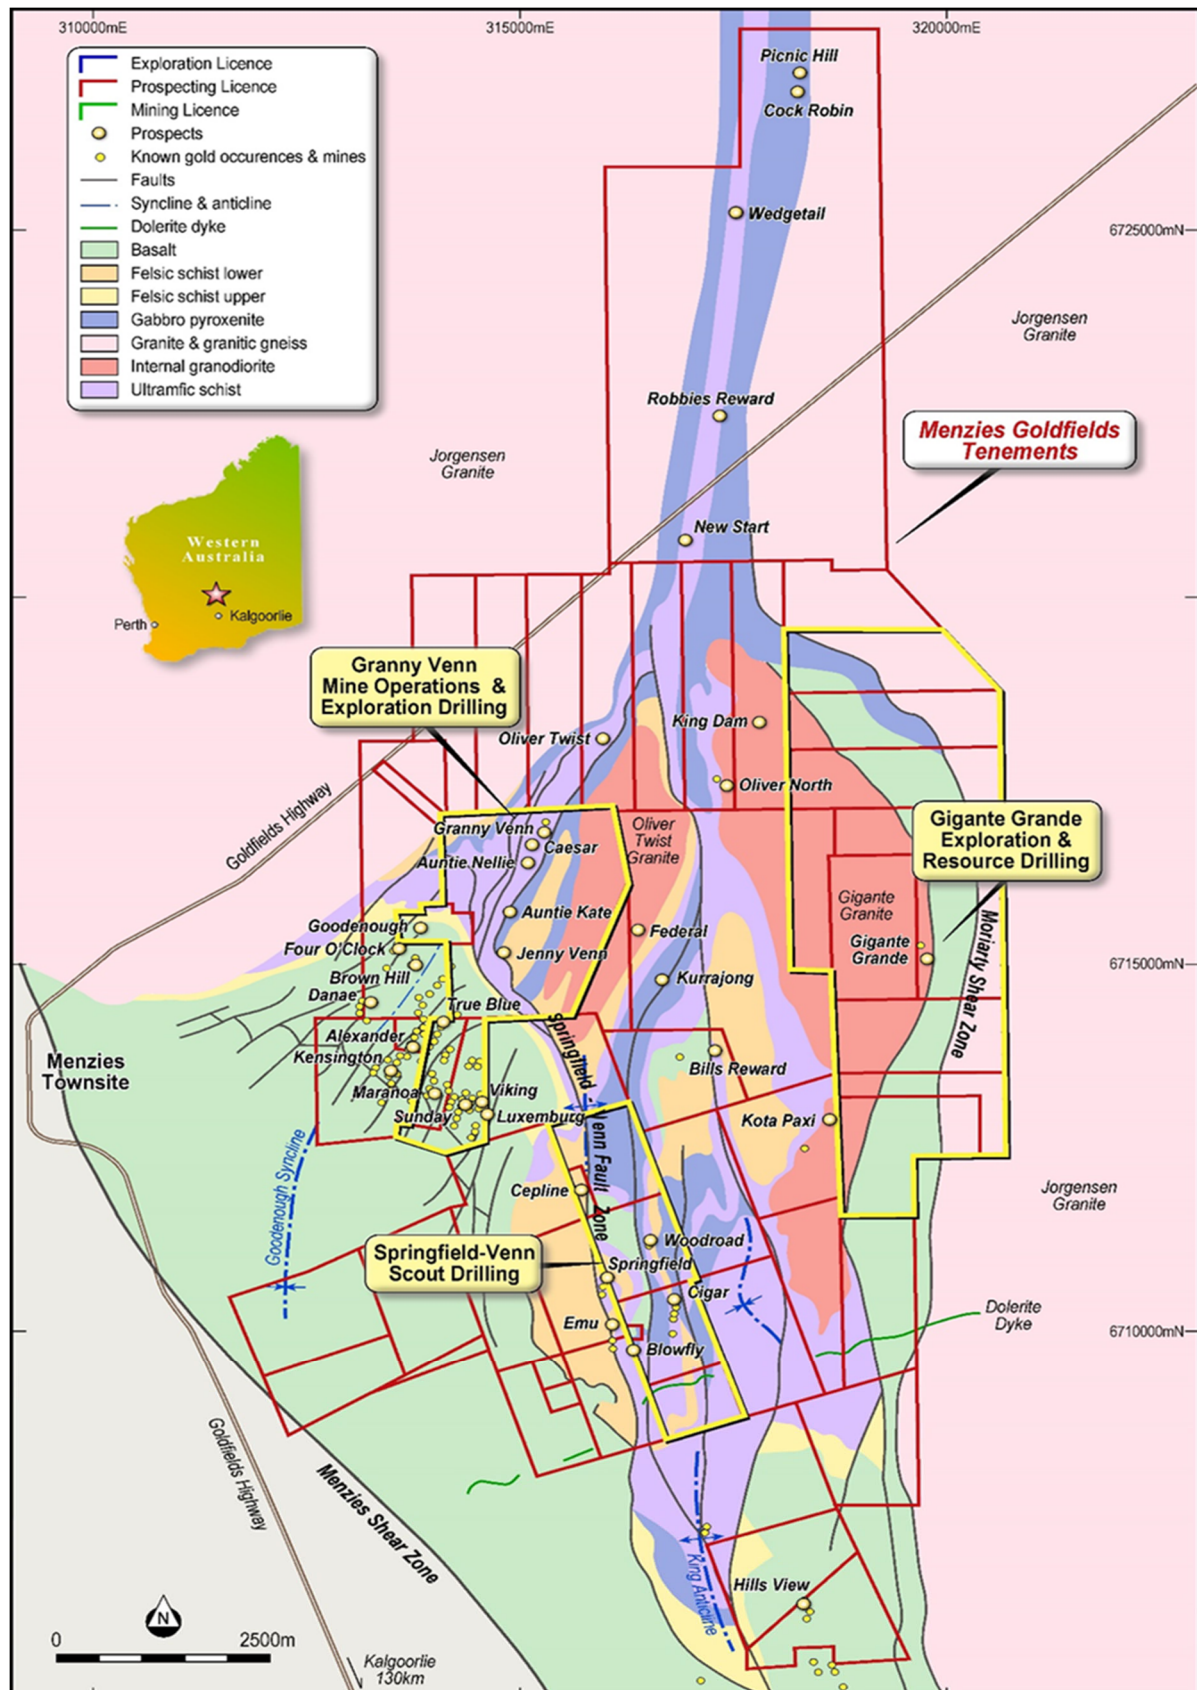 310000mE
315000mE
320000mE
Exploration Licence
Prospecting Licence
Mining Licence
Prospects
Known gold occurences & mines
Faults
Syncline & anticline
Dolerite dyke
Basalt
Felsic schist lower
Felsic schist upper
Gabbro pyroxenite
Granite & granitic gneiss
Internal granodiorite
Ultramfic schist
Picnic Hill
Cock Robin
Wedgetail
6725000mN
Jorgensen
Granite
Robbies Reward
Menzies Goldfields
Tenements
Jorgensen
Granite
New Start
Western
Australia
Perth
Kalgoorlie
Granny Venn
Mine Operations &
Exploration Drilling
King Dam
Oliver Twist
Oliver North
Goldfields Highway
Granny Venn
Caesar
Auntie Nellie
Oliver
Twist
Granite
Gigante Grande
Exploration &
Resource Drilling
Gigante
Granite
Auntie Kate
Goodenough
Federal
Four O'Clock
Jenny Venn
Gigante
Grande
Moriarty Shear Zone
6715000mN
Brown Hill
Kurrajong
Danae
True Blue
Alexander
Kensington
Menzies
Townsite
Springfield - Venn Fault Zone
Bills Reward
Maranoa
Viking
Sunday
Luxemburg
Kota Paxi
Goodenough Syncline
Cepline
Jorgensen
Granite
Woodroad
Springfield-Venn
Scout Drilling
Springfield
Cigar
Emu
Dolerite
Dyke
6710000mN
Blowfly
Goldfields Highway
Menzies Shear Zone
King Anticline
Hills View
N
0
2500m
Kalgoorlie
130km